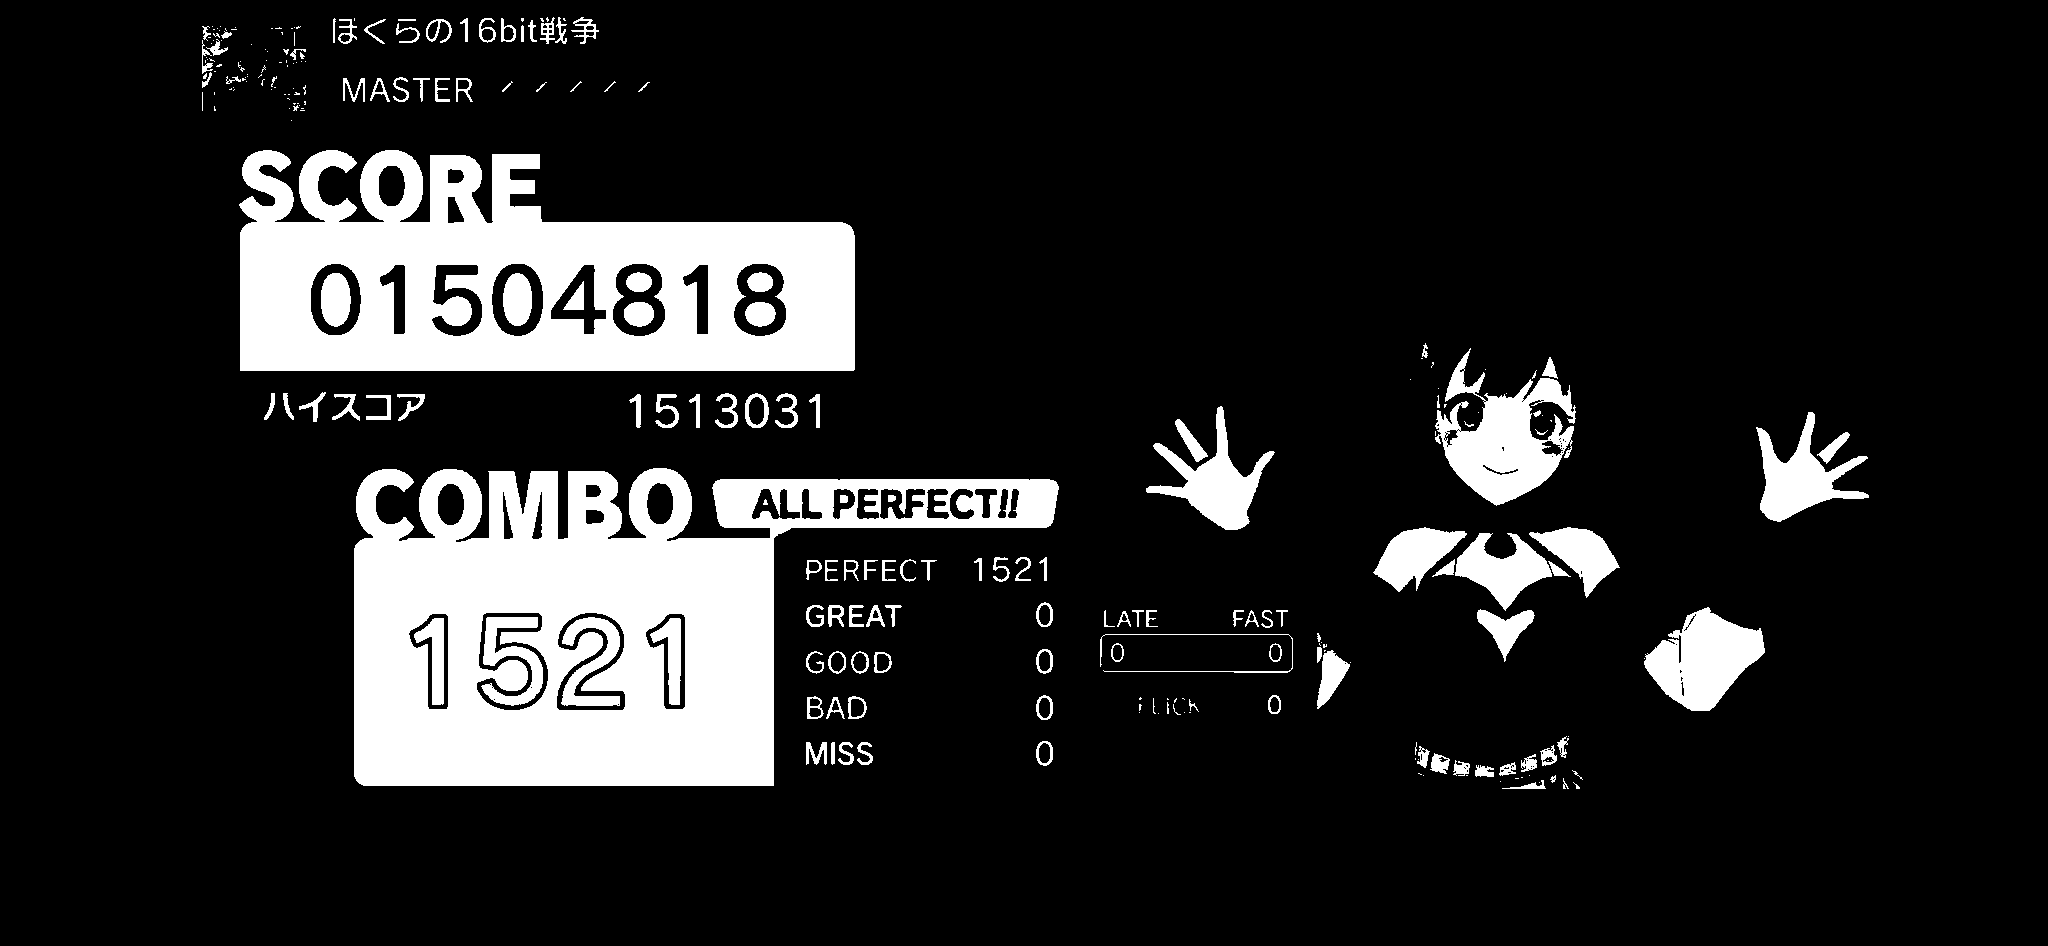 ぼくらの16bit戦争
MASTER
SCORE
01504818
ハイスコア 1513031
COMBO
ALL PERFECT!!
1521
PERFECT 1521
GREAT 0
GOOD 0
BAD 0
MISS 0
LATE FAST
0 0
FLICK 0